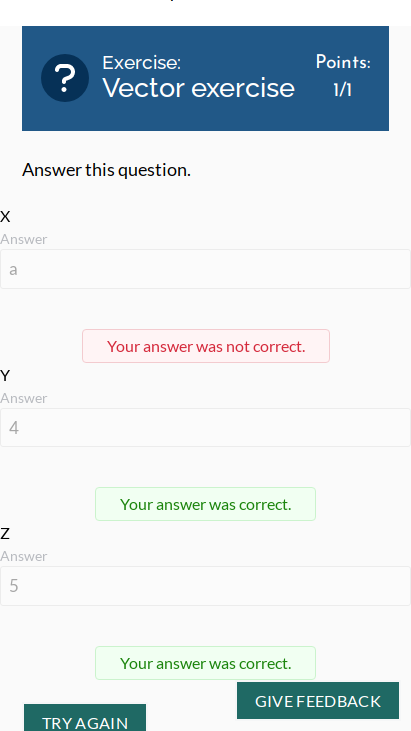 Exercise:
Vector exercise
Points:
1/1
Answer this question.
X
Answer
a
Your answer was not correct.
Y
Answer
4
Your answer was correct.
Z
Answer
5
Your answer was correct.
GIVE FEEDBACK
TRY AGAIN